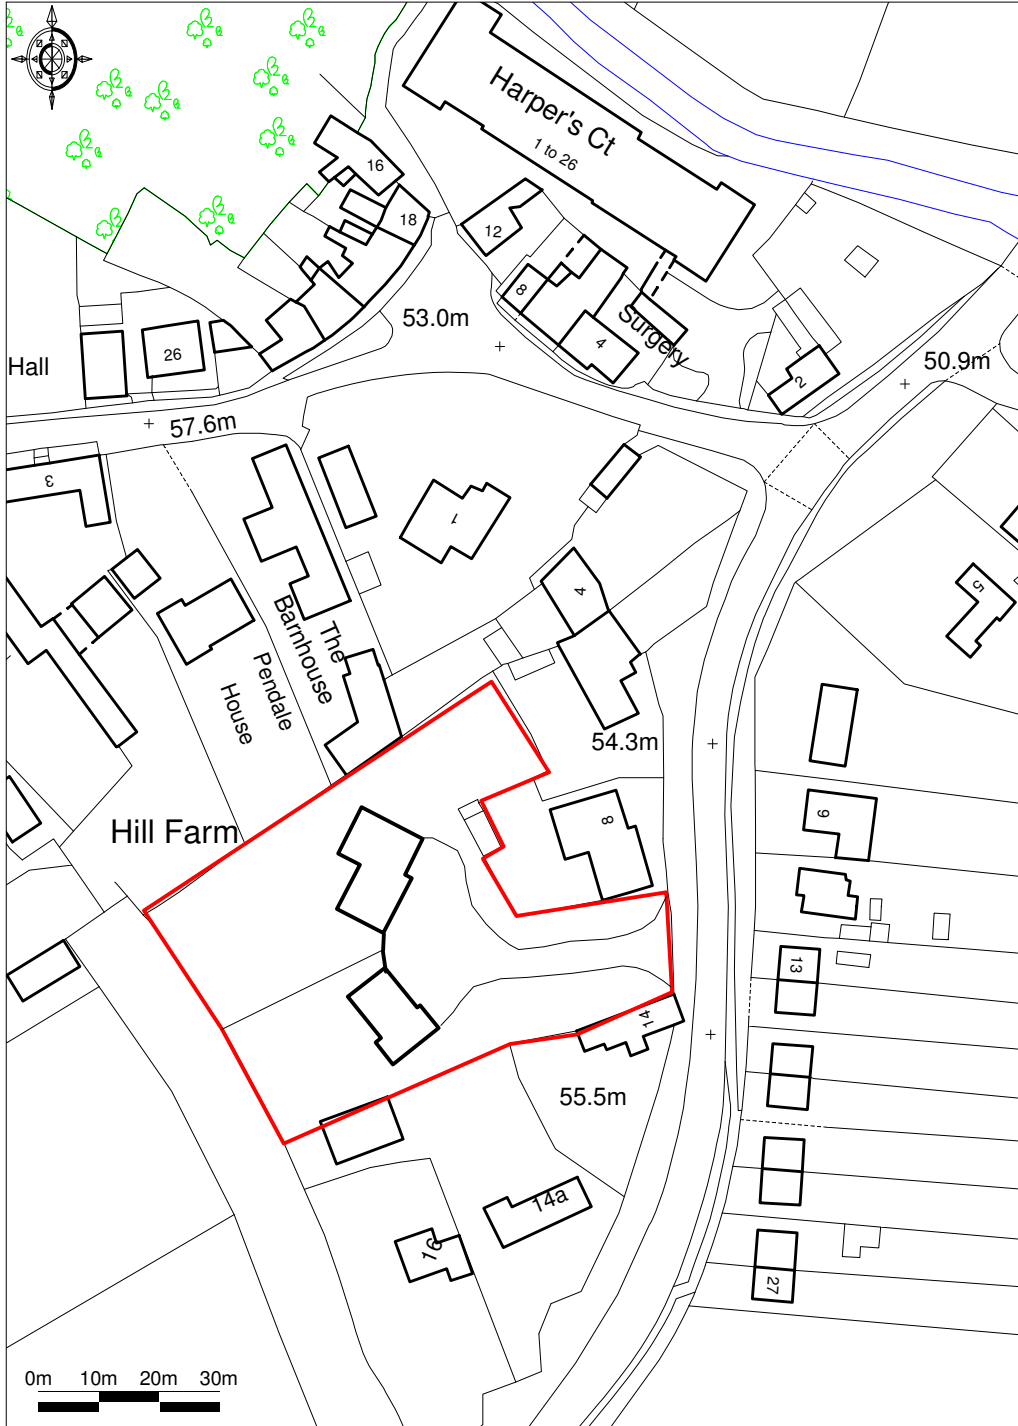 Harper's Ct
1 to 26
16
18
12
8
4
Surgery
53.0m
2
50.9m
Hall
26
57.6m
3
1
4
5
The
Barnhouse
Pendale
House
54.3m
Hill Farm
8
9
13
14
55.5m
14a
16
27
0m 10m 20m 30m